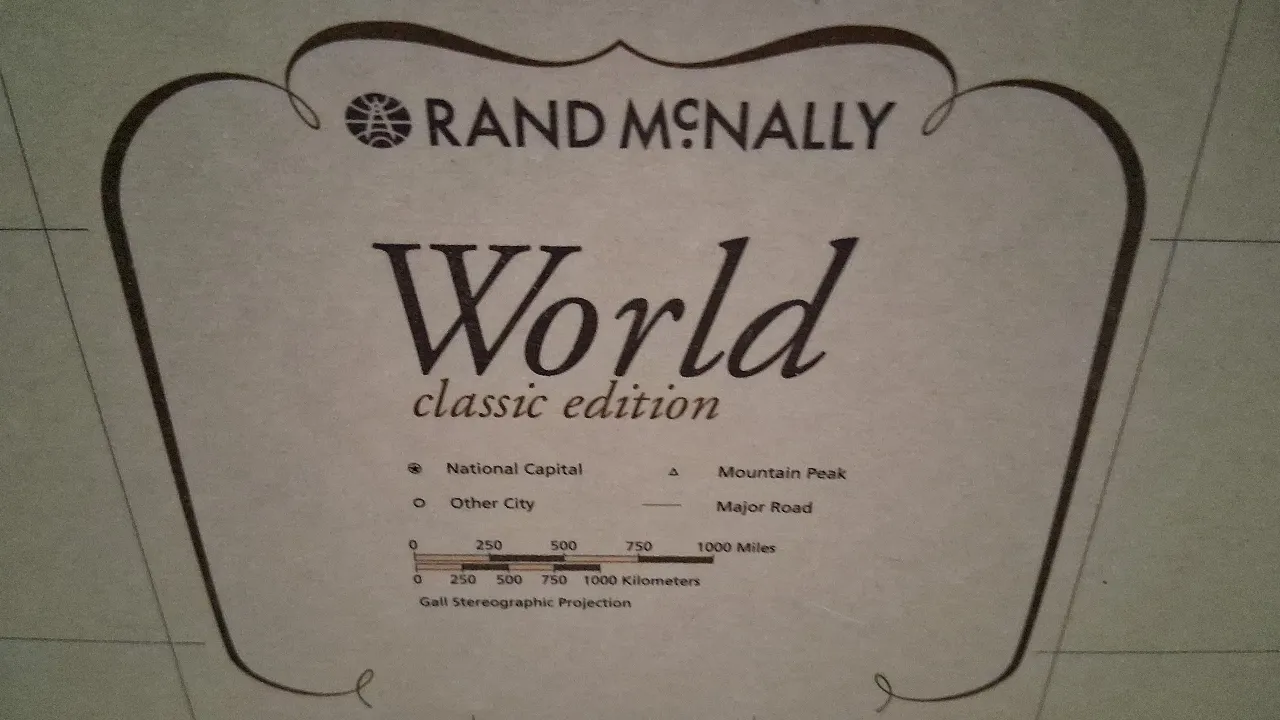 RAND McNALLY
World
classic edition
National Capital Mountain Peak
Other City Major Road
0 250 500 750 1000 Miles
0 250 500 750 1000 Kilometers
Gall Stereographic Projection